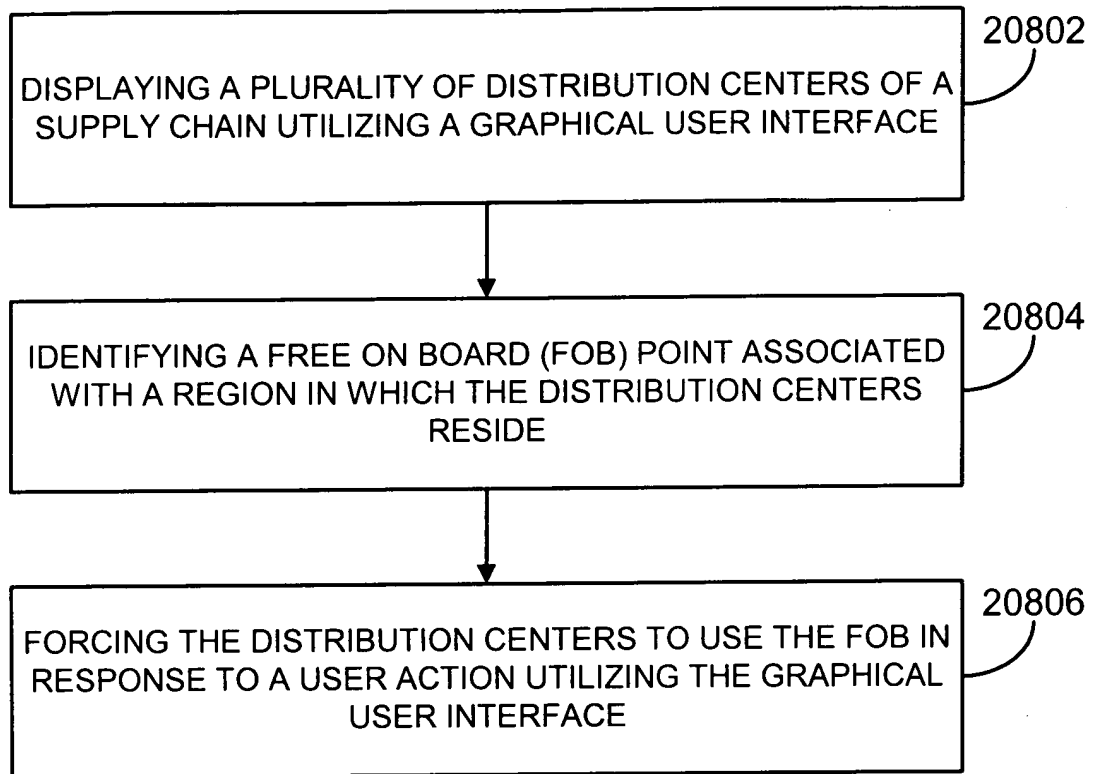 20802
DISPLAYING A PLURALITY OF DISTRIBUTION CENTERS OF A
SUPPLY CHAIN UTILIZING A GRAPHICAL USER INTERFACE
20804
IDENTIFYING A FREE ON BOARD (FOB) POINT ASSOCIATED
WITH A REGION IN WHICH THE DISTRIBUTION CENTERS
RESIDE
20806
FORCING THE DISTRIBUTION CENTERS TO USE THE FOB IN
RESPONSE TO A USER ACTION UTILIZING THE GRAPHICAL
USER INTERFACE